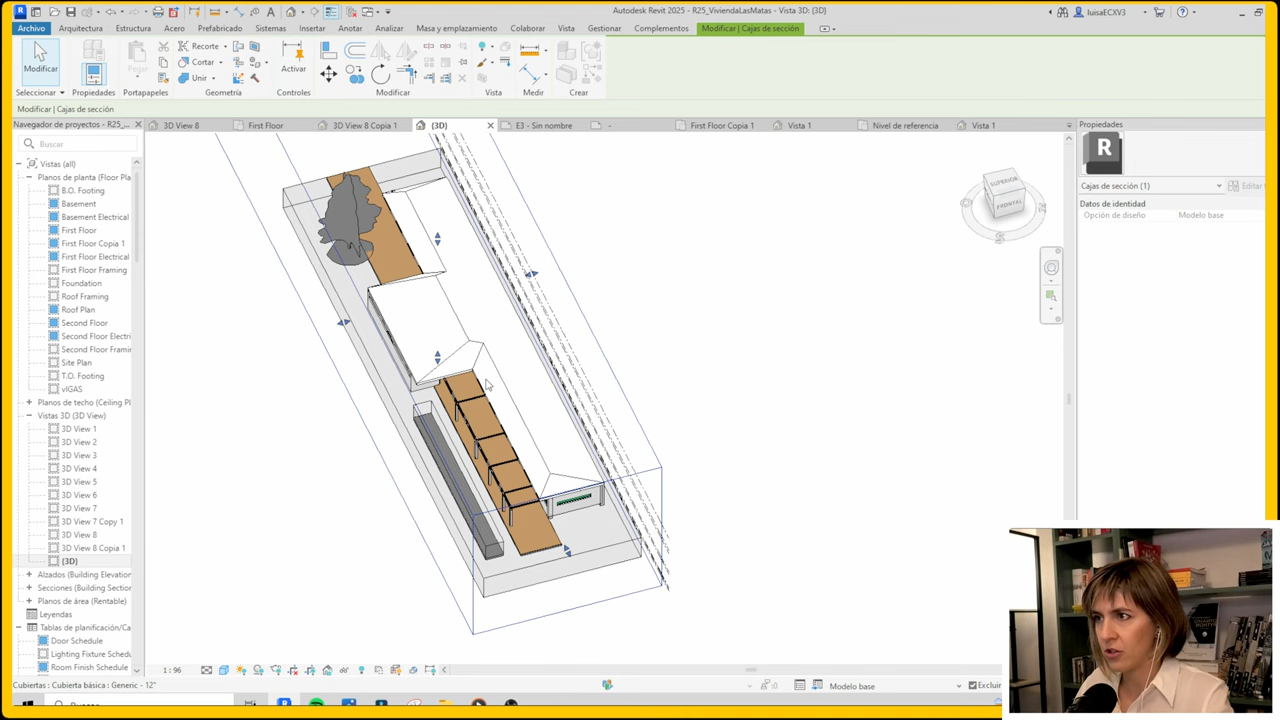 Autodesk Revit 2025 - R25_ViviendaLasMatas - Vista 3D: {3D}
luisaECXV3
Archivo Arquitectura Estructura Acero Prefabricado Sistemas Insertar Anotar Analizar Masa y emplazamiento Colaborar Vista Gestionar Complementos Modificar | Cajas de sección
Modificar Propiedades Pegar Recorte Cortar Unir Activar
Seleccionar Propiedades Portapapeles Geometría Controles Modificar Vista Medir Crear
Modificar | Cajas de sección
Navegador de proyectos - R25_...
3D View 8 First Floor 3D View 8 Copia 1 {3D} E3 - Sin nombre - First Floor Copia 1 Vista 1 Nivel de referencia Vista 1
Propiedades
Buscar
R
Vistas (all)
Planos de planta (Floor Pla
B.O. Footing
Basement
Basement Electrical
First Floor
First Floor Copia 1
First Floor Electrical
First Floor Framing
Foundation
Roof Framing
Roof Plan
Second Floor
Second Floor Electri
Second Floor Framin
Site Plan
T.O. Footing
vIGAS
Planos de techo (Ceiling Pl
Vistas 3D (3D View)
3D View 1
3D View 2
3D View 3
3D View 4
3D View 5
3D View 6
3D View 7
3D View 7 Copy 1
3D View 8
3D View 8 Copia 1
{3D}
Alzados (Building Elevation
Secciones (Building Section
Planos de área (Rentable)
Leyendas
Tablas de planificación/Ca
Door Schedule
Lighting Fixture Schedu
Room Finish Schedule
Cajas de sección (1) Editar
Datos de identidad
Opción de diseño Modelo base
SUPERIOR
FRONTAL
1 : 96
Cubiertas : Cubierta básica : Generic - 12"
:0
Modelo base
Excluir